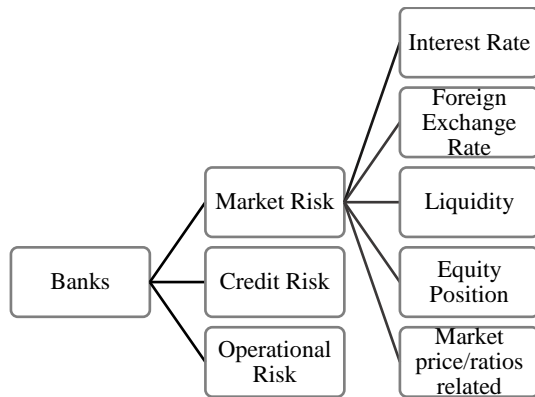 Banks
Market Risk
Credit Risk
Operational
Risk
Interest Rate
Foreign
Exchange
Rate
Liquidity
Equity
Position
Market
price/ratios
related